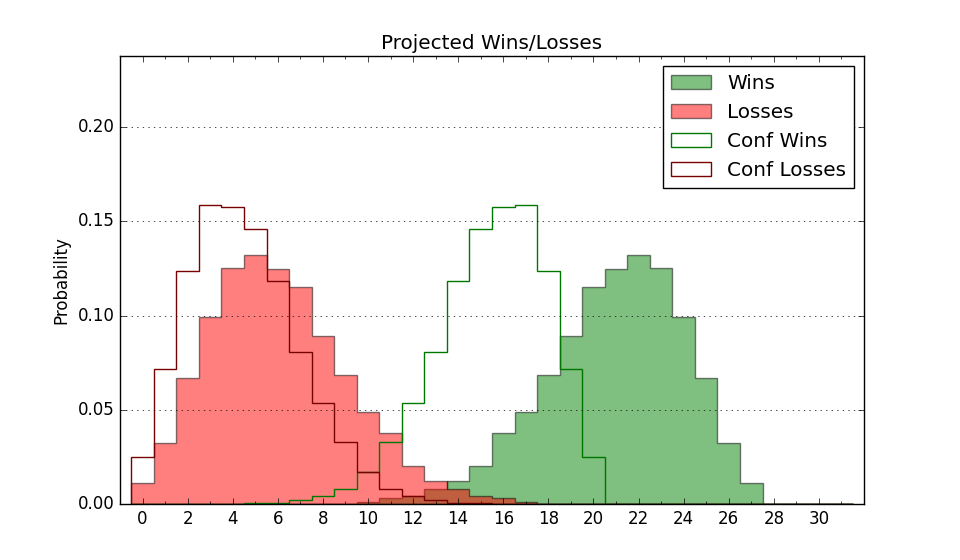 Projected Wins/Losses
Wins
Losses
Conf Wins
Conf Losses
Probability
0.20
0.15
0.10
0.05
0.00
0 2 4 6 8 10 12 14 16 18 20 22 24 26 28 30